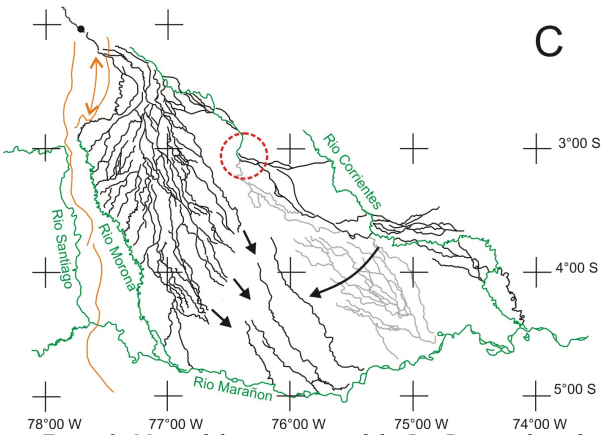 C
3°00 S
Rio Corrientes
Rio Santiago
Rio Morona
4°00 S
Rio Marañon
5°00 S
78°00 W
77°00 W
76°00 W
75°00 W
74°00 W